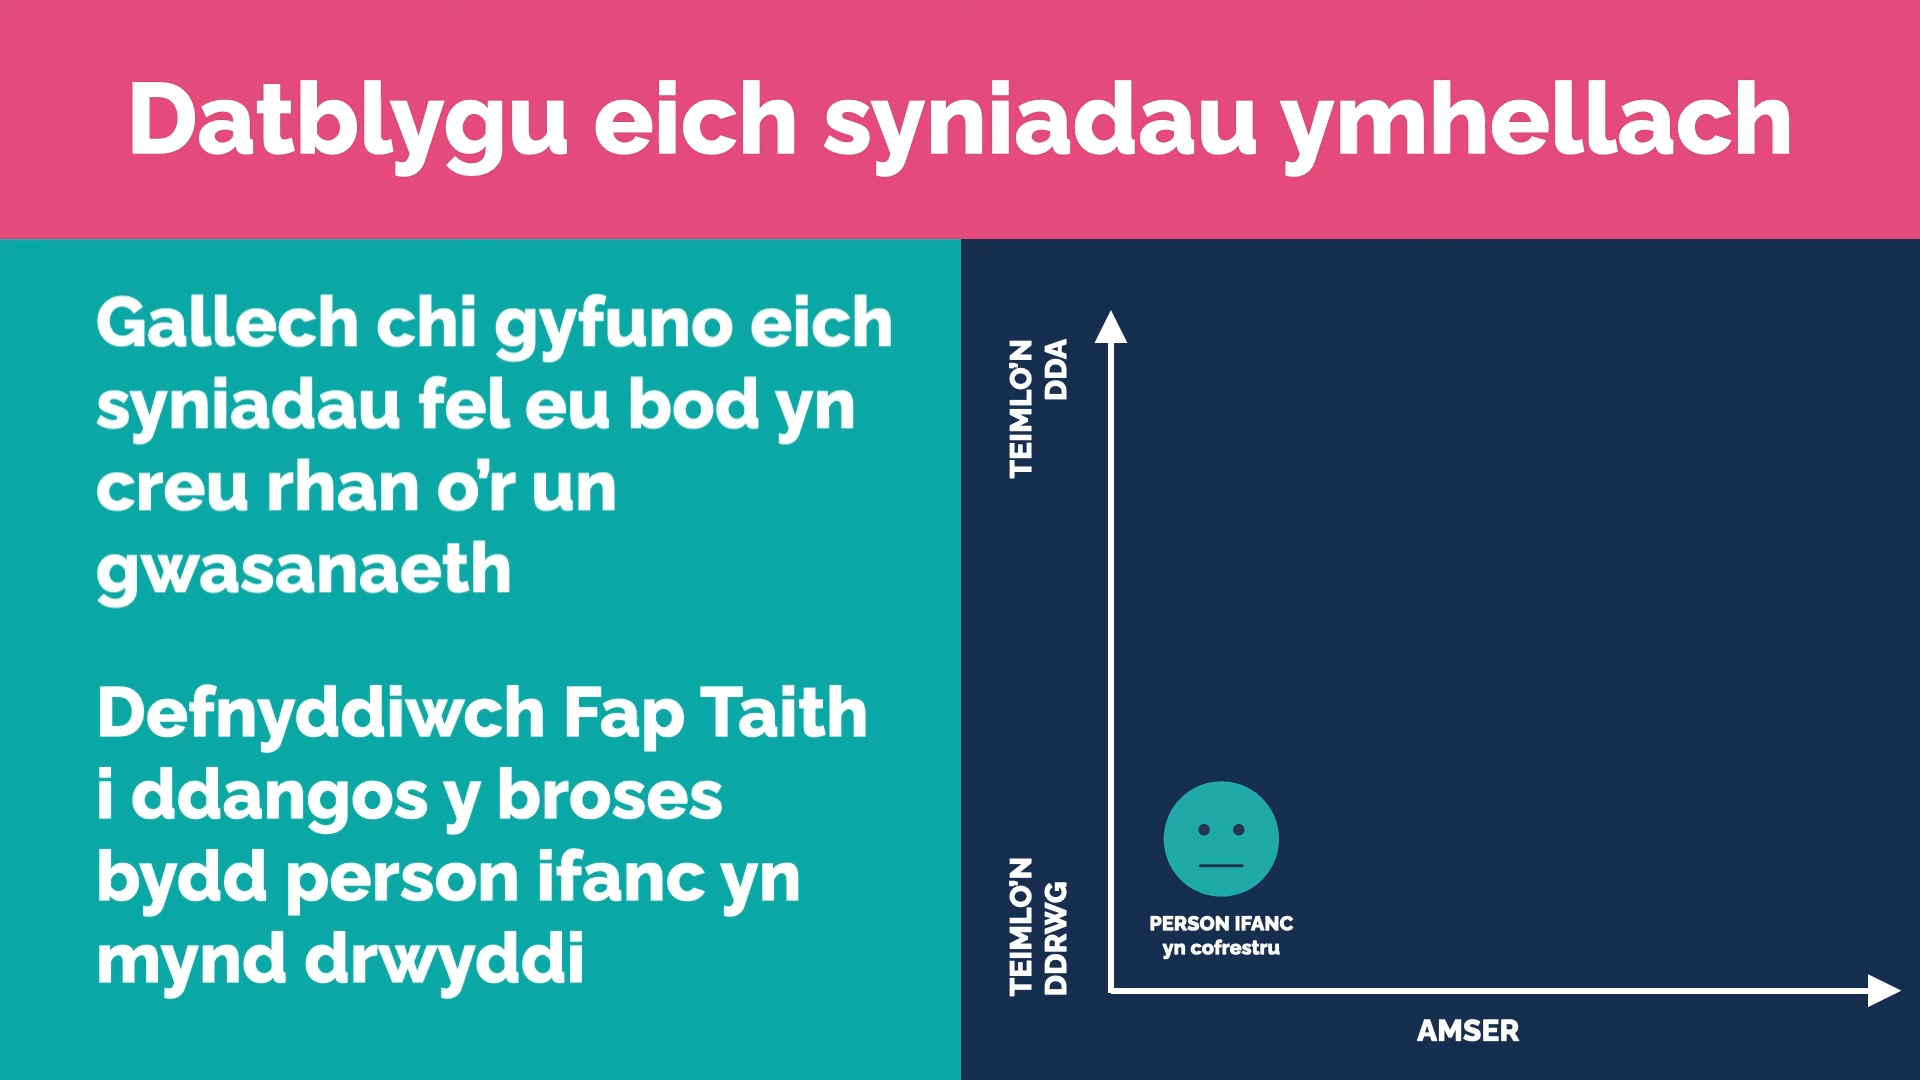 Datblygu eich syniadau ymhellach
Gallech chi gyfuno eich
syniadau fel eu bod yn
creu rhan o’r un
gwasanaeth
Defnyddiwch Fap Taith
i ddangos y broses
bydd person ifanc yn
mynd drwyddi
TEIMLO’N
DDA
TEIMLO’N
DDRWG
PERSON IFANC
yn cofrestru
AMSER